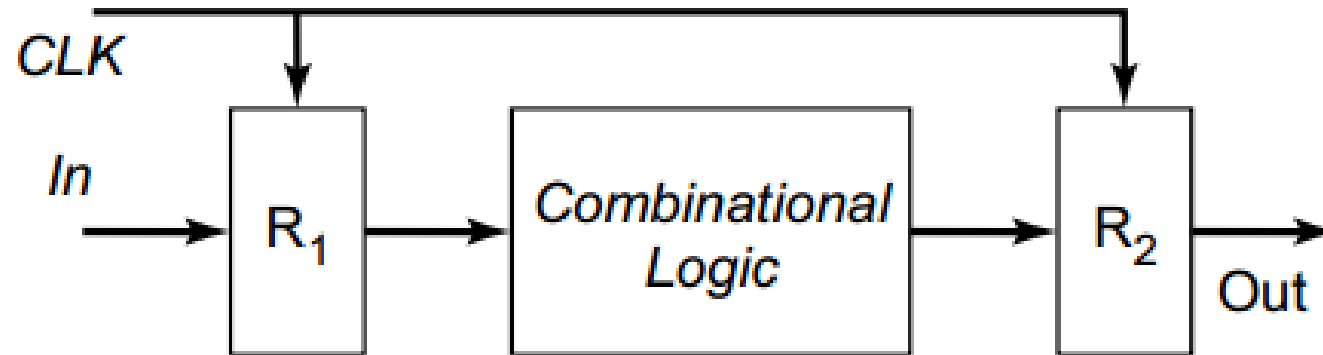 CLK
In
R1
Combinational
Logic
R2
Out